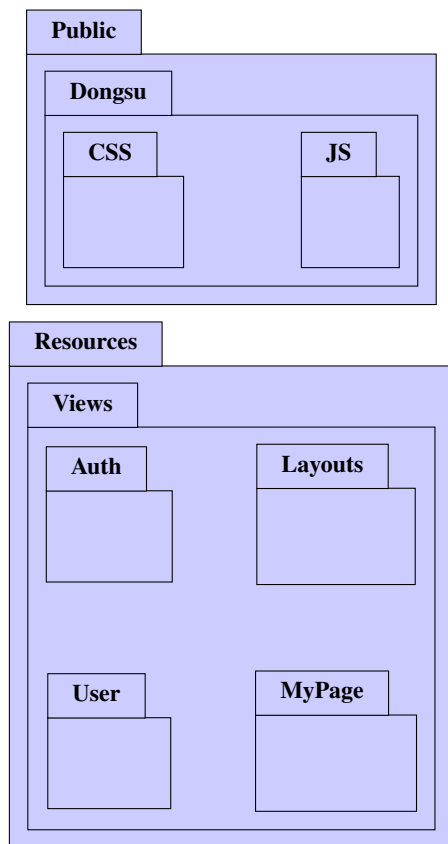 Public
Dongsu
CSS
JS
Resources
Views
Auth
Layouts
User
MyPage